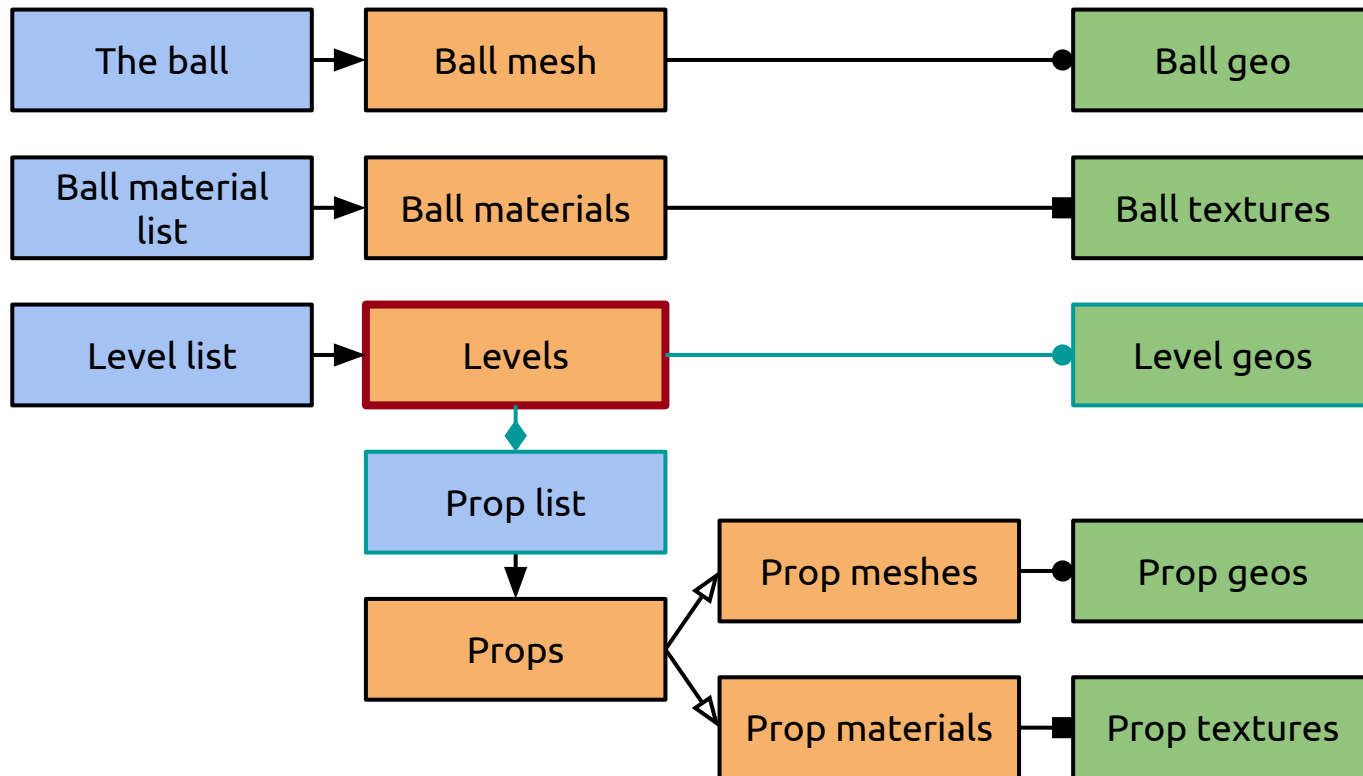 The ball
Ball mesh
Ball geo
Ball material
list
Ball materials
Ball textures
Level list
Levels
Level geos
Prop list
Prop meshes
Prop geos
Props
Prop materials
Prop textures